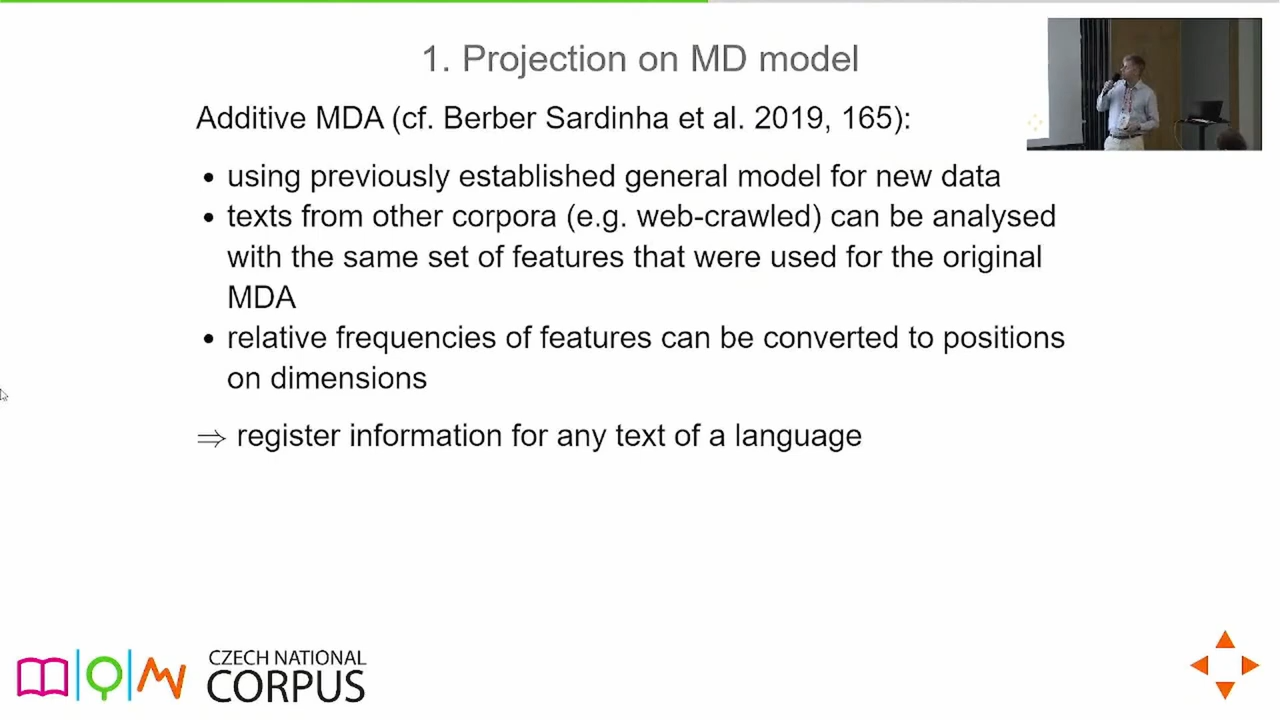 1. Projection on MD model
Additive MDA (cf. Berber Sardinha et al. 2019, 165):
• using previously established general model for new data
• texts from other corpora (e.g. web-crawled) can be analysed
with the same set of features that were used for the original
MDA
• relative frequencies of features can be converted to positions
on dimensions
⇒ register information for any text of a language
CZECH NATIONAL
CORPUS